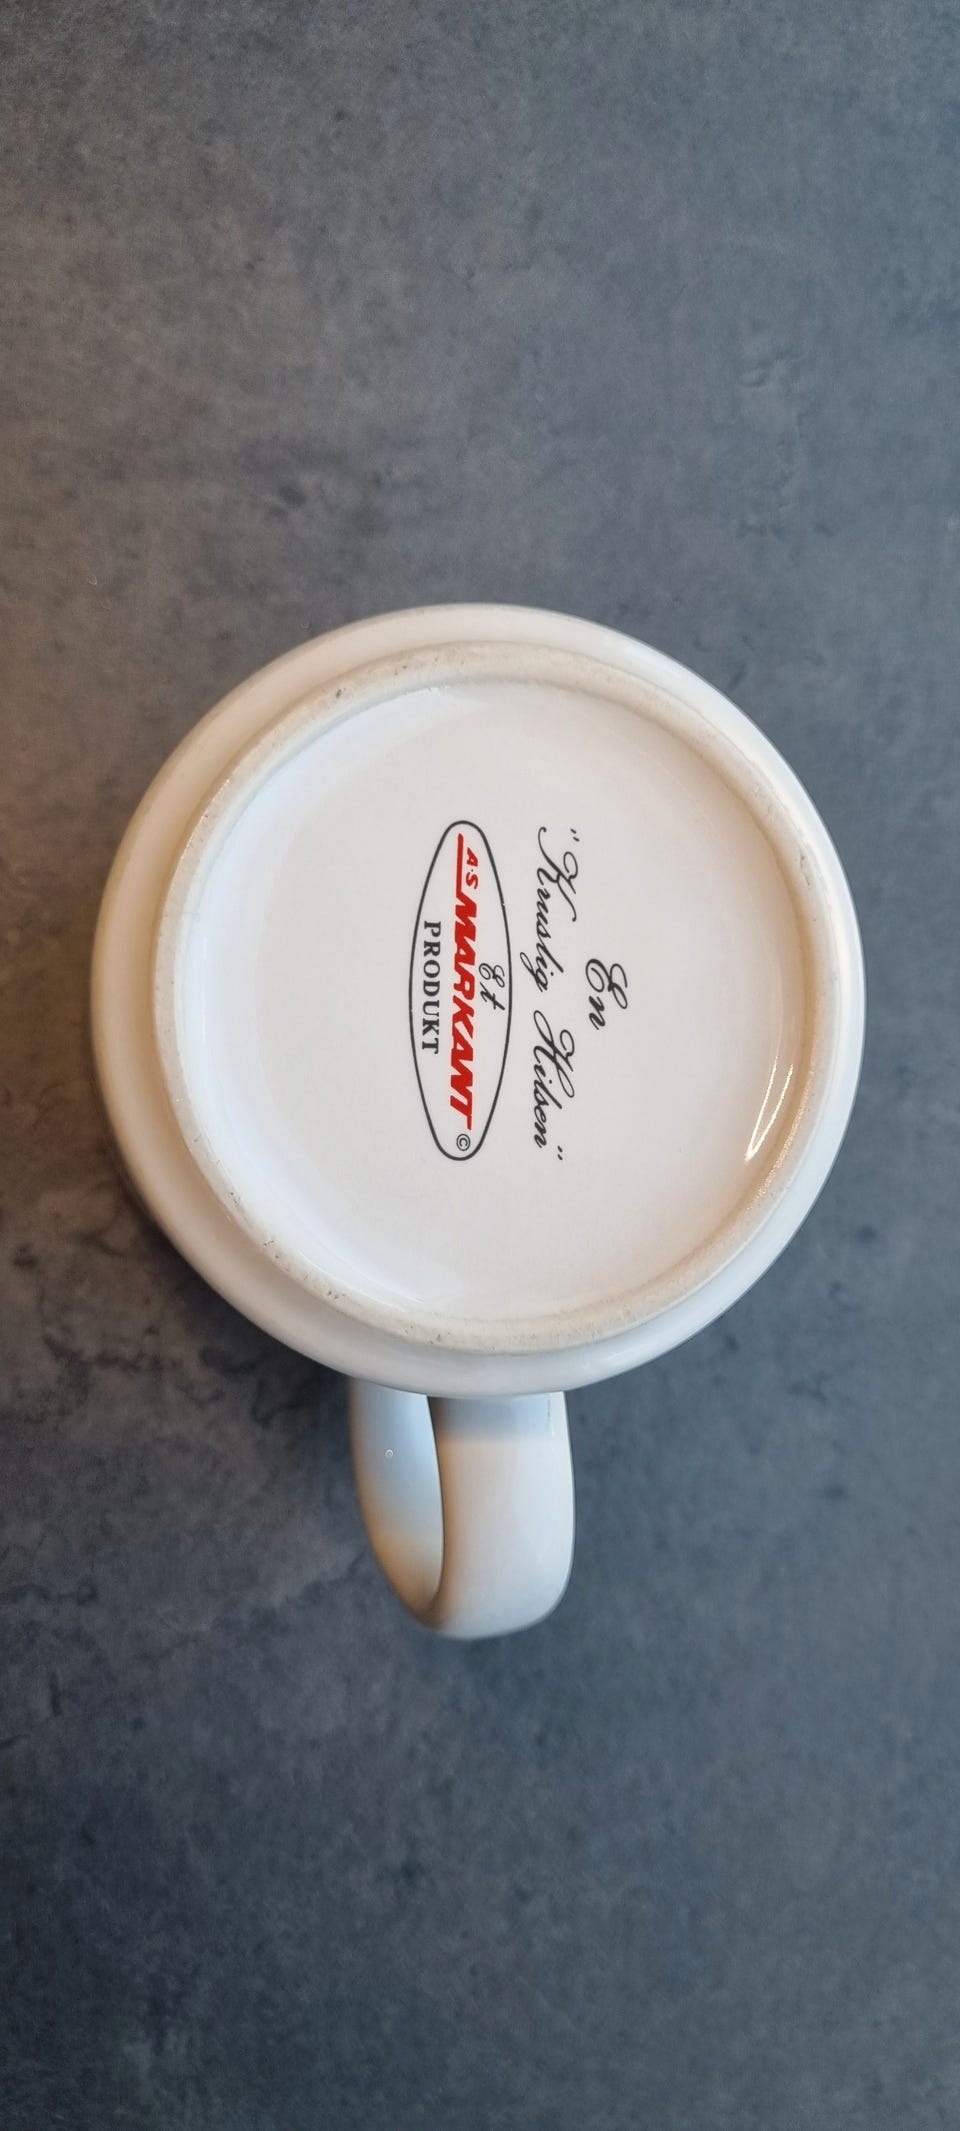 En
"Kruslig Hilsen"
Et
A.S MARKANT ©
PRODUKT